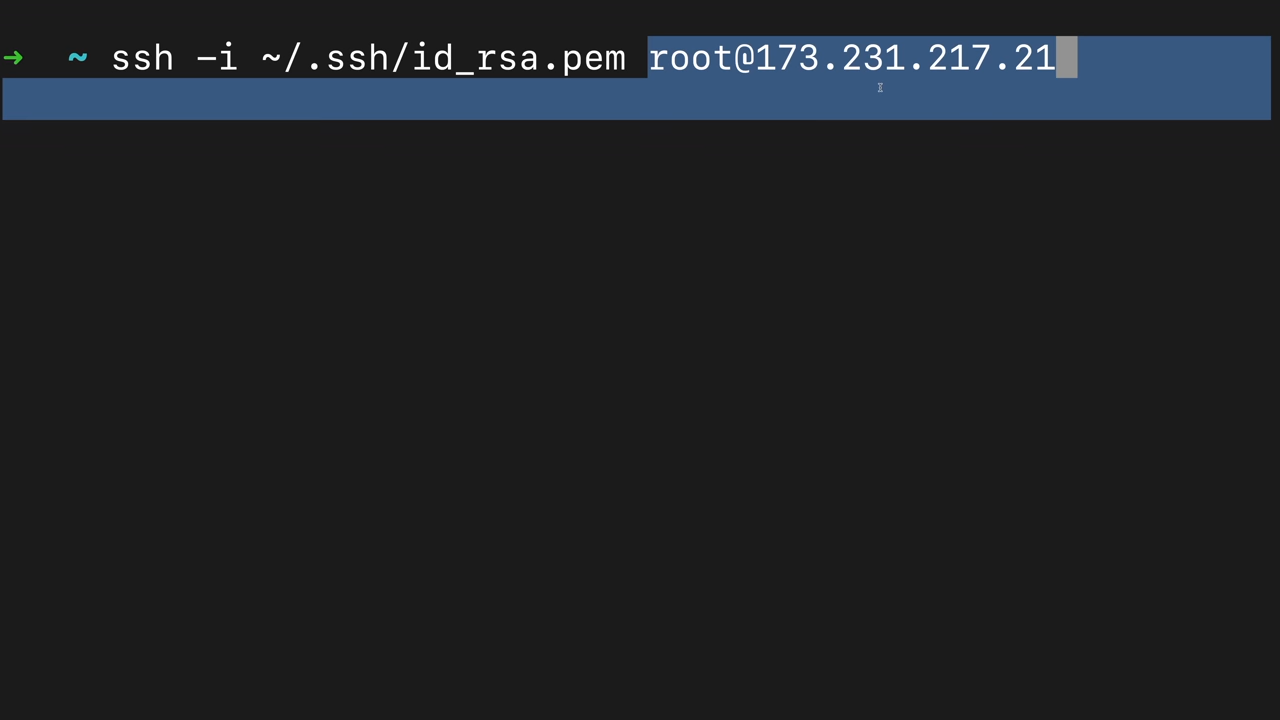 ➜ ~ ssh -i ~/.ssh/id_rsa.pem root@173.231.217.21